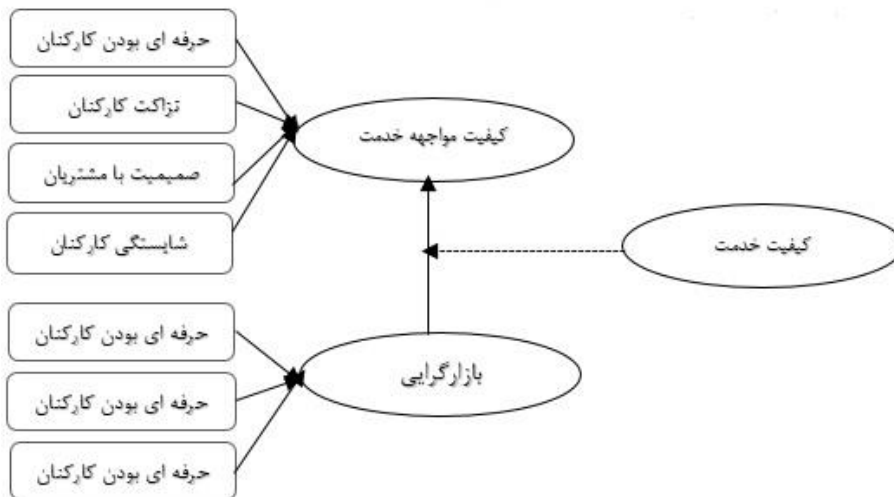 حرفه ای بودن کارکنان
نزاکت کارکنان
صمیمیت با مشتریان
شایستگی کارکنان
کیفیت مواجهه خدمت
کیفیت خدمت
حرفه ای بودن کارکنان
حرفه ای بودن کارکنان
حرفه ای بودن کارکنان
بازارگرایی